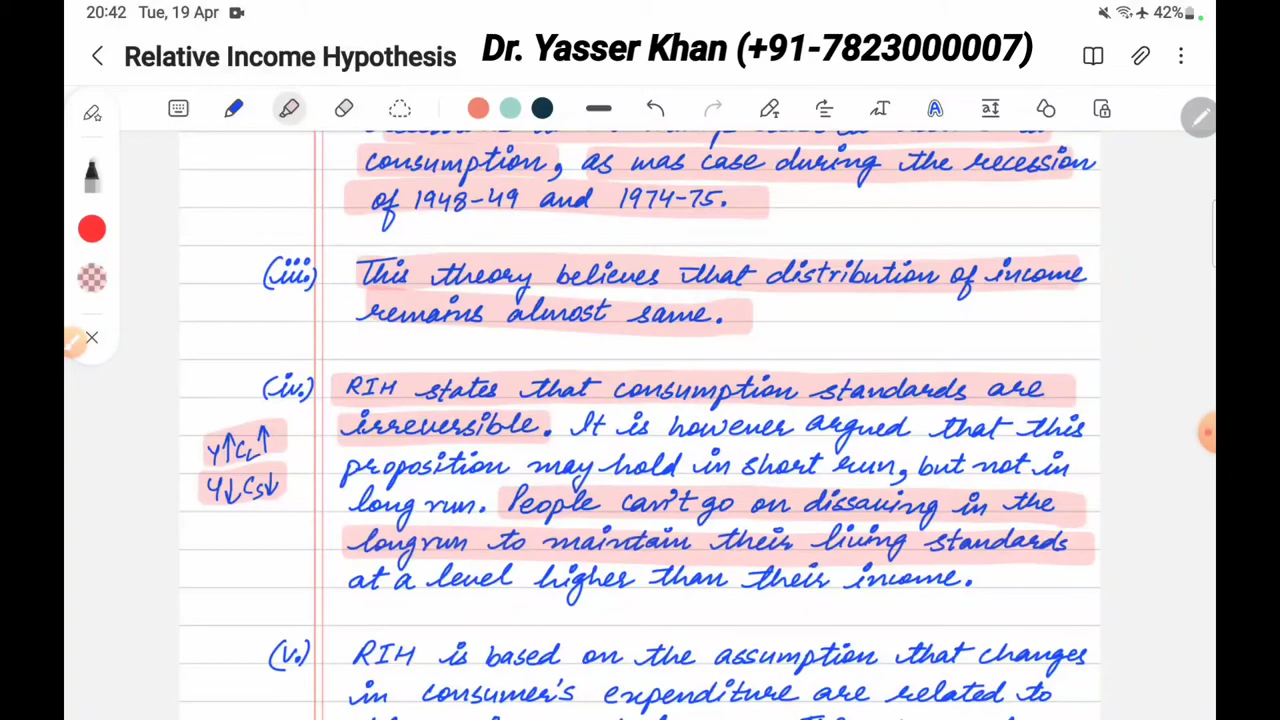 20:42 Tue, 19 Apr 42%
Relative Income Hypothesis Dr. Yasser Khan (+91-7823000007)
consumption, as was case during the recession
of 1948-49 and 1974-75.
(iii.) This theory believes that distribution of income
remains almost same.
(iv.) RIH states that consumption standards are
irreversible. It is however argued that this
Y↑CL↑
proposition may hold in short run, but not in
Y↓CS↓
long run. People can't go on dissaving in the
longrun to maintain their living standards
at a level higher than their income.
(v.) RIH is based on the assumption that changes
in consumer's expenditure are related to